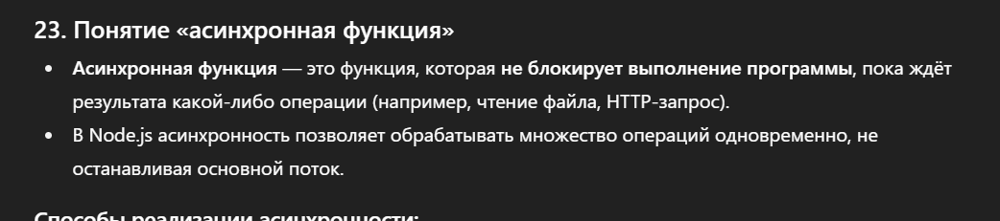 23. Понятие «асинхронная функция»
• Асинхронная функция — это функция, которая не блокирует выполнение программы, пока ждёт
результата какой-либо операции (например, чтение файла, HTTP-запрос).
• В Node.js асинхронность позволяет обрабатывать множество операций одновременно, не
останавливая основной поток.
Способы реализации асинхронности: